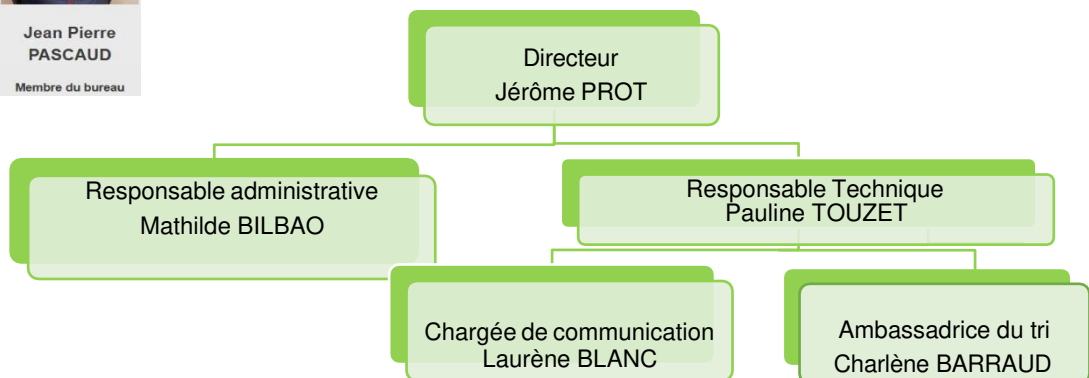 Jean Pierre
PASCAUD
Membre du bureau
Directeur
Jérôme PROT
Responsable administrative
Mathilde BILBAO
Responsable Technique
Pauline TOUZET
Chargée de communication
Laurène BLANC
Ambassadrice du tri
Charlène BARRAUD